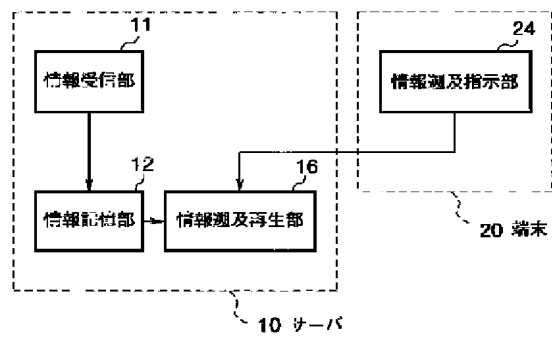 11
情報受信部
24
情報遡及指示部
12
情報記憶部
16
情報遡及再生部
20 端末
10 サーバ